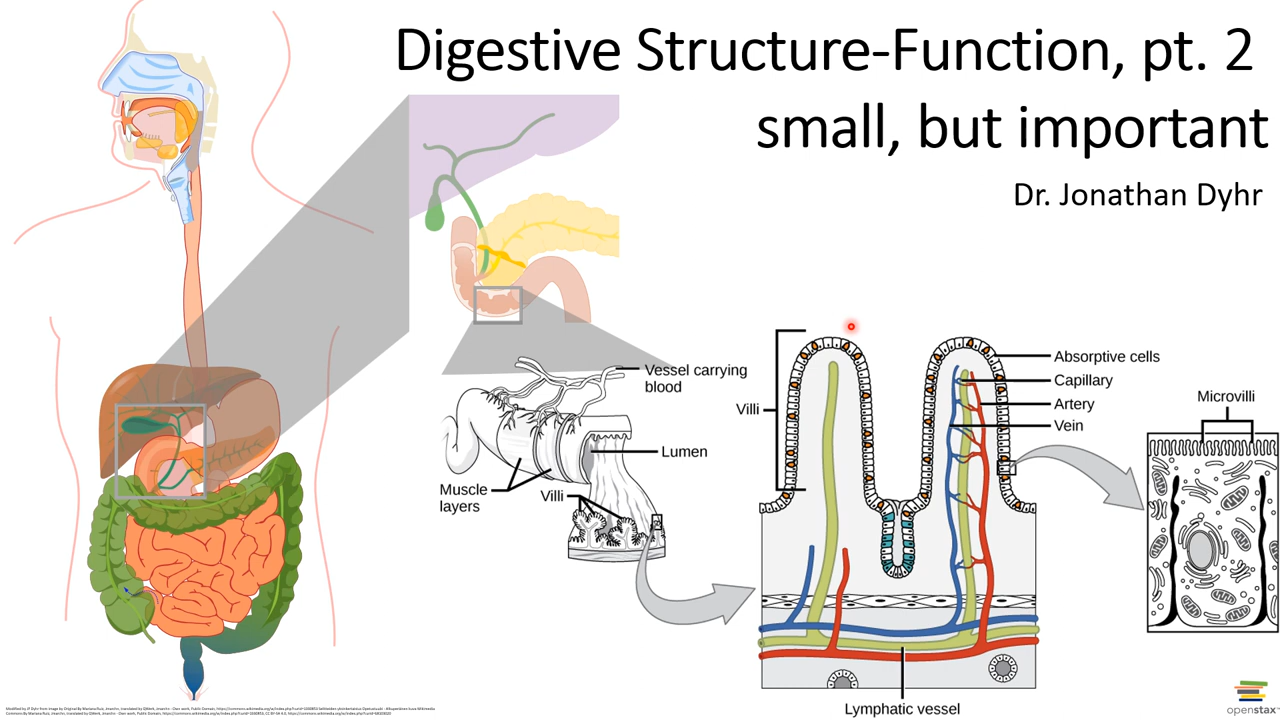 Digestive Structure-Function, pt. 2
small, but important
Dr. Jonathan Dyhr
Vessel carrying
blood
Lumen
Muscle
layers
Villi
Villi
Absorptive cells
Capillary
Artery
Vein
Microvilli
Lymphatic vessel
openstax™